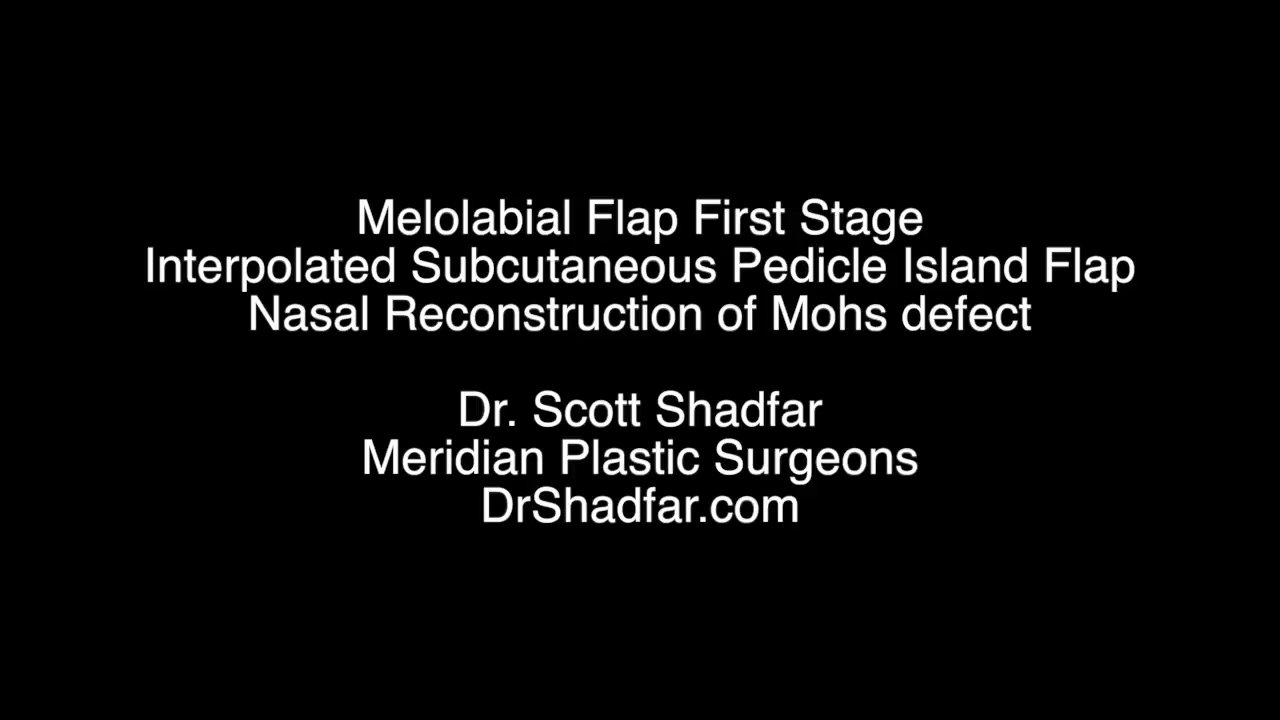 Melolabial Flap First Stage
Interpolated Subcutaneous Pedicle Island Flap
Nasal Reconstruction of Mohs defect
Dr. Scott Shadfar
Meridian Plastic Surgeons
DrShadfar.com